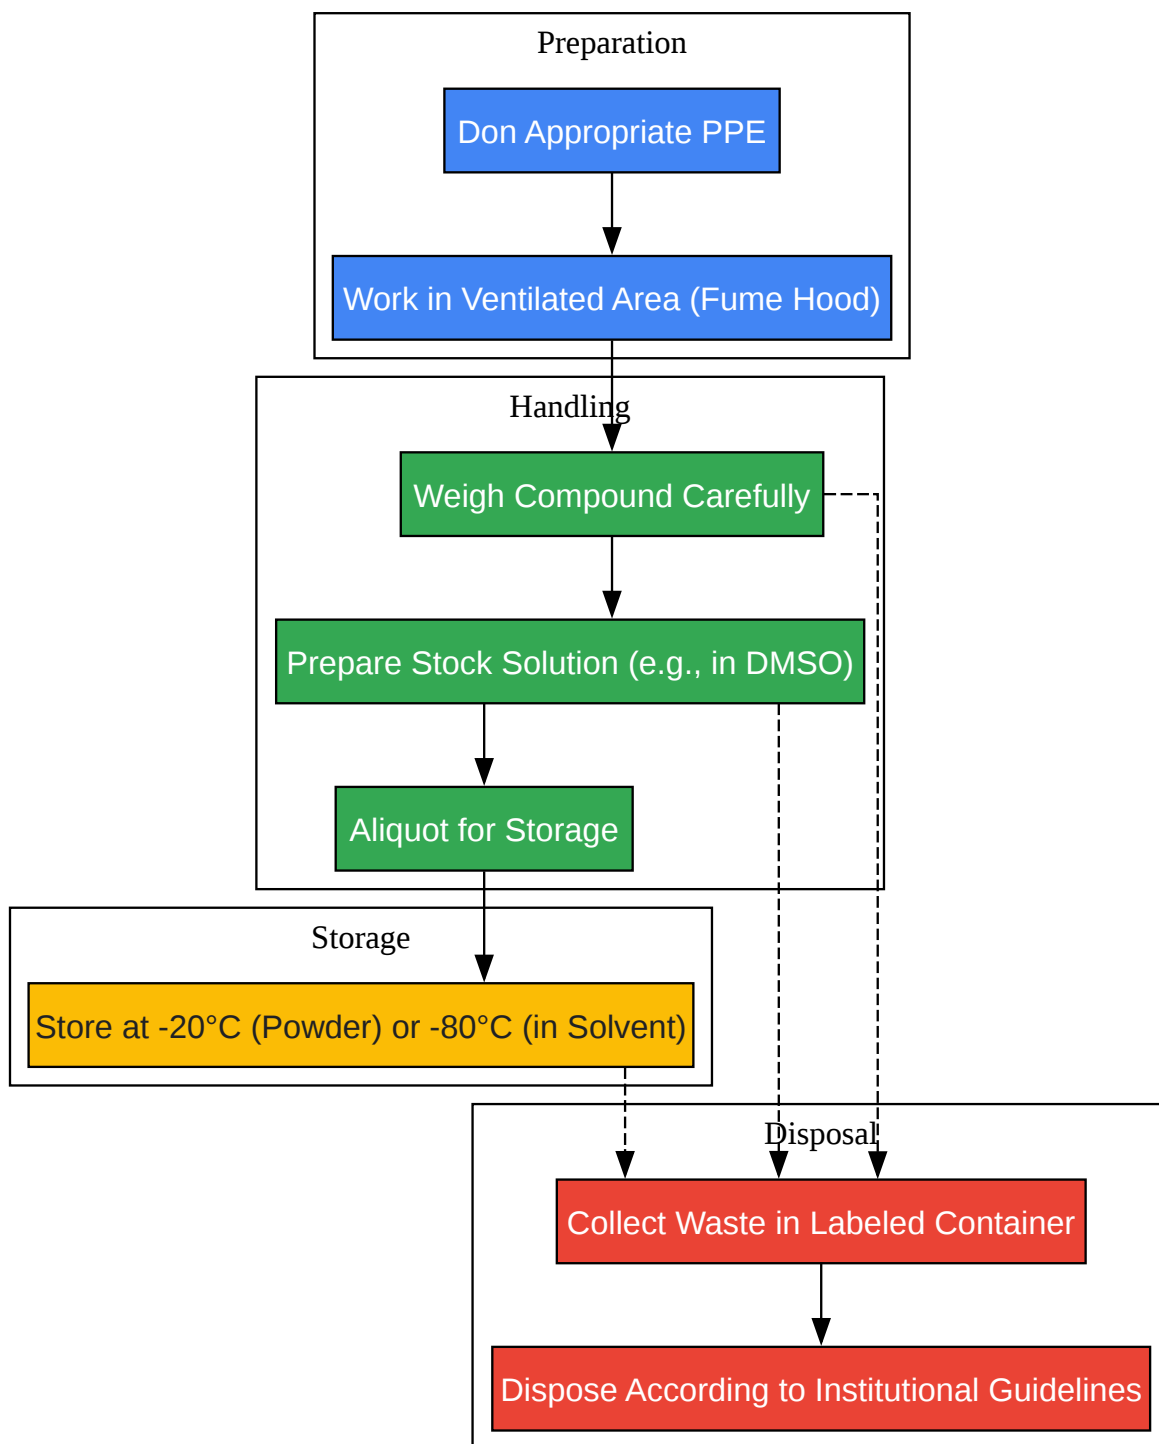 Preparation
Don Appropriate PPE
Work in Ventilated Area (Fume Hood)
Handling
Weigh Compound Carefully
Prepare Stock Solution (e.g., in DMSO)
Aliquot for Storage
Storage
Store at -20°C (Powder) or -80°C (in Solvent)
Disposal
Collect Waste in Labeled Container
Dispose According to Institutional Guidelines